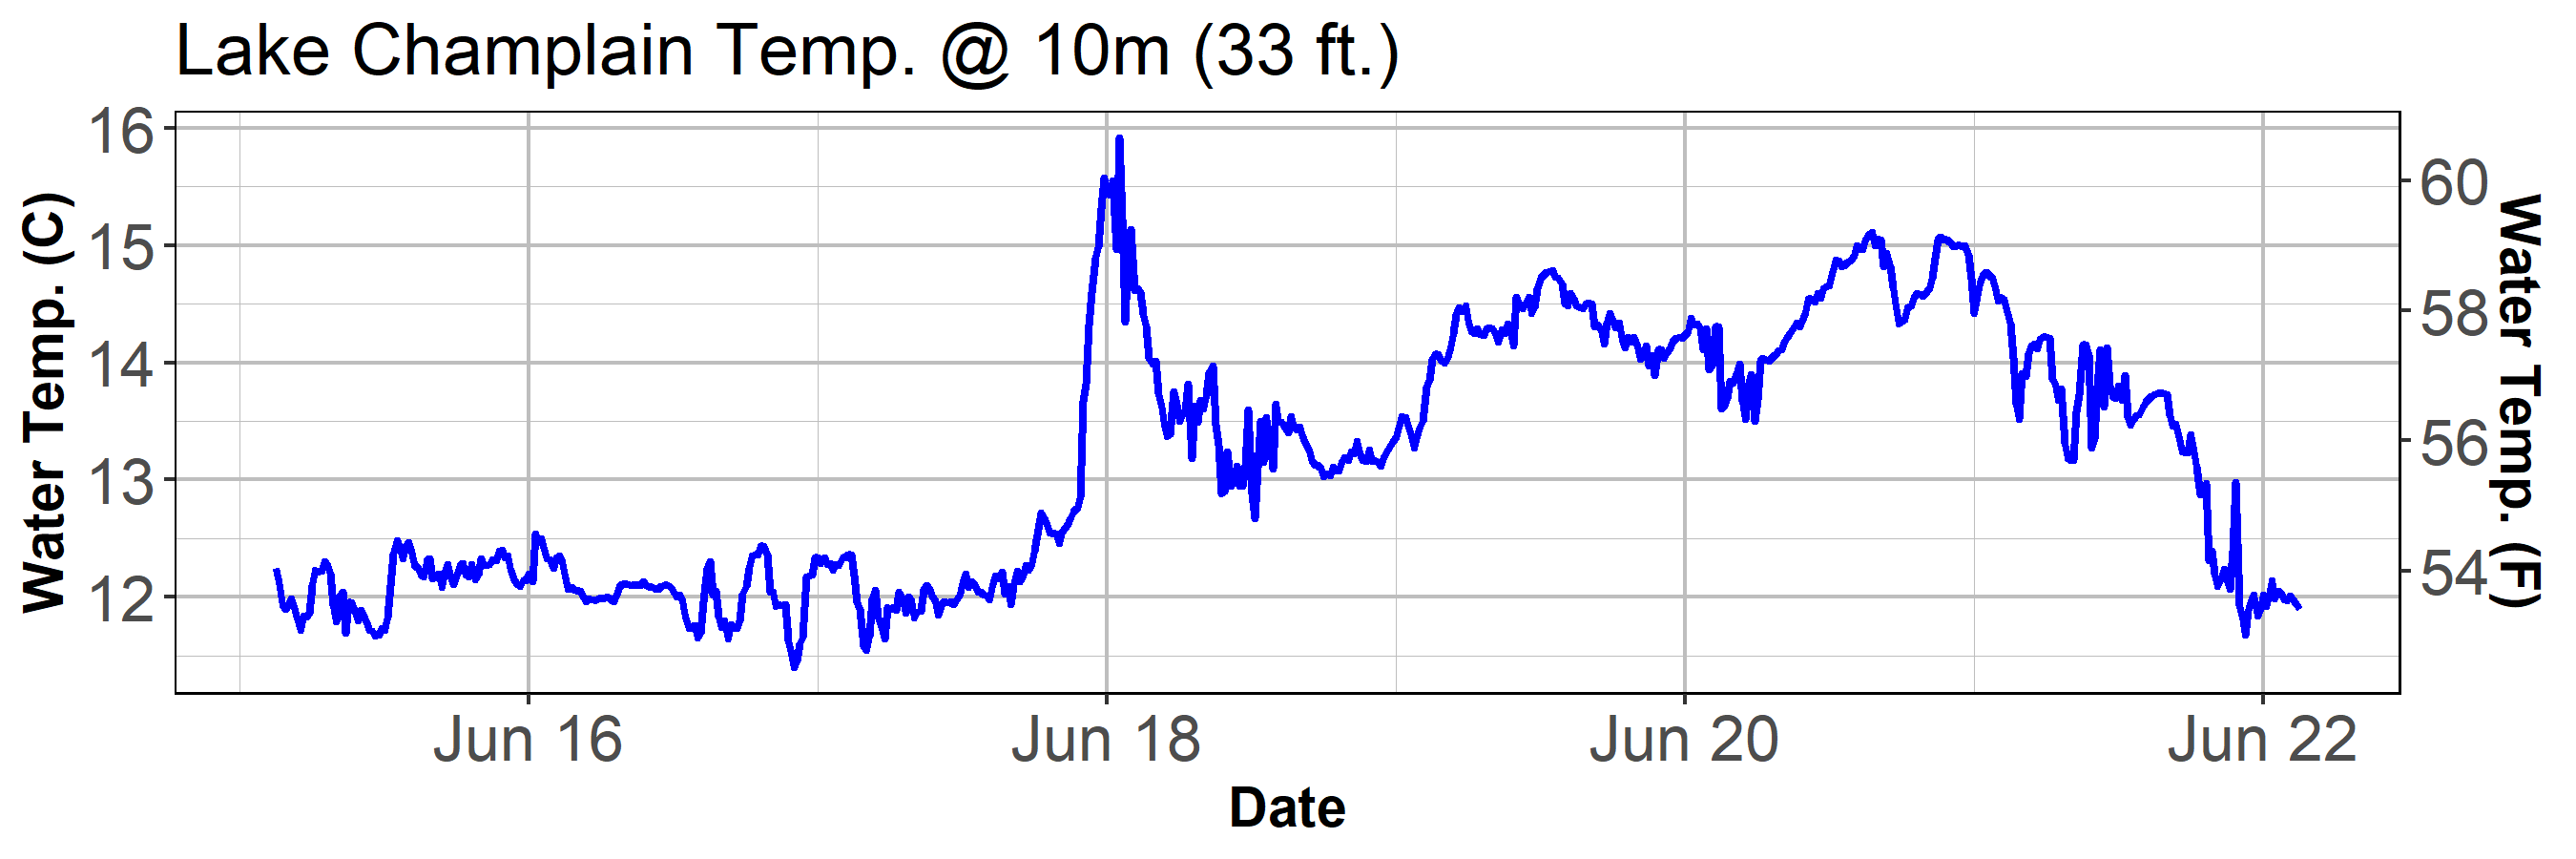 Lake Champlain Temp. @ 10m (33 ft.)
16
15
14
13
12
Water Temp. (C)
60
58
56
54
Water Temp. (F)
Jun 16
Jun 18
Jun 20
Jun 22
Date